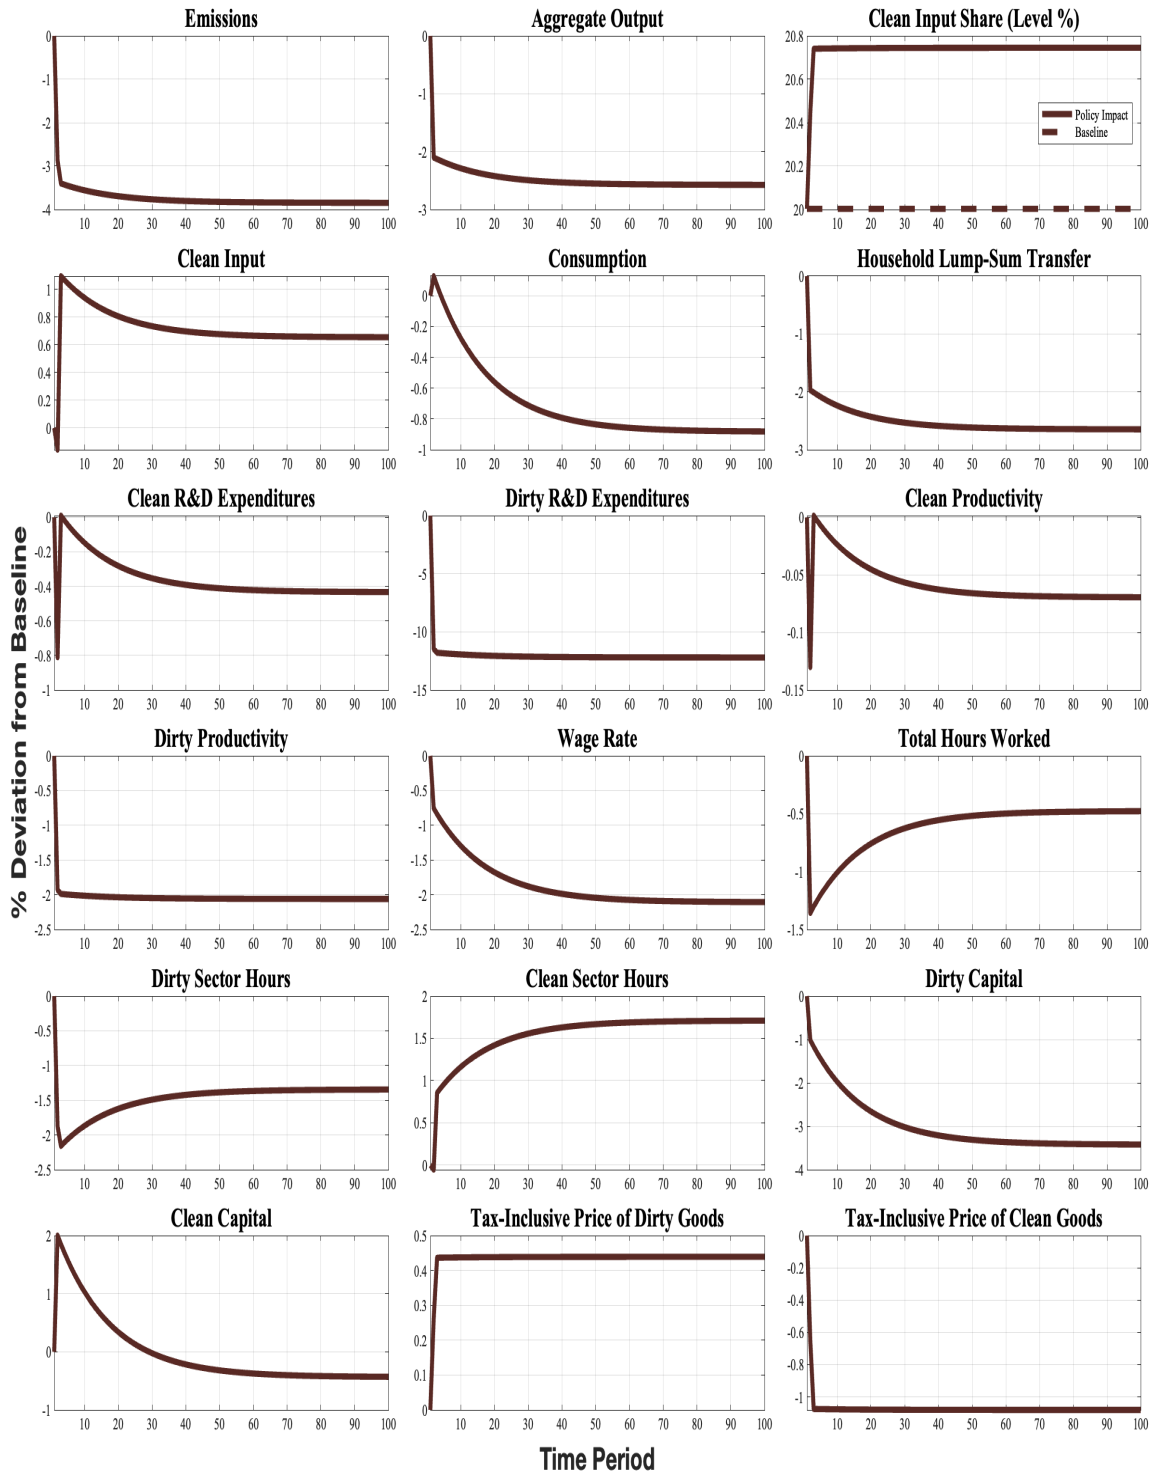 Emissions
0
-1
-2
-3
-4
10 20 30 40 50 60 70 80 90 100
Aggregate Output
0
-1
-2
-3
10 20 30 40 50 60 70 80 90 100
Clean Input Share (Level %)
20.8
20.6
20.4
20.2
20
Policy Impact
Baseline
10 20 30 40 50 60 70 80 90 100
Clean Input
1
0.8
0.6
0.4
0.2
0
10 20 30 40 50 60 70 80 90 100
Consumption
0
-0.2
-0.4
-0.6
-0.8
-1
10 20 30 40 50 60 70 80 90 100
Household Lump-Sum Transfer
0
-1
-2
-3
10 20 30 40 50 60 70 80 90 100
% Deviation from Baseline
Clean R&D Expenditures
0
-0.2
-0.4
-0.6
-0.8
-1
10 20 30 40 50 60 70 80 90 100
Dirty R&D Expenditures
0
-5
-10
-15
10 20 30 40 50 60 70 80 90 100
Clean Productivity
0
-0.05
-0.1
-0.15
10 20 30 40 50 60 70 80 90 100
Dirty Productivity
0
-0.5
-1
-1.5
-2
-2.5
10 20 30 40 50 60 70 80 90 100
Wage Rate
0
-0.5
-1
-1.5
-2
-2.5
10 20 30 40 50 60 70 80 90 100
Total Hours Worked
0
-0.5
-1
-1.5
10 20 30 40 50 60 70 80 90 100
Dirty Sector Hours
0
-0.5
-1
-1.5
-2
-2.5
10 20 30 40 50 60 70 80 90 100
Clean Sector Hours
2
1.5
1
0.5
0
10 20 30 40 50 60 70 80 90 100
Dirty Capital
0
-1
-2
-3
-4
10 20 30 40 50 60 70 80 90 100
Clean Capital
2
1
0
-1
10 20 30 40 50 60 70 80 90 100
Tax-Inclusive Price of Dirty Goods
0.5
0.4
0.3
0.2
0.1
0
10 20 30 40 50 60 70 80 90 100
Tax-Inclusive Price of Clean Goods
0
-0.2
-0.4
-0.6
-0.8
-1
10 20 30 40 50 60 70 80 90 100
Time Period